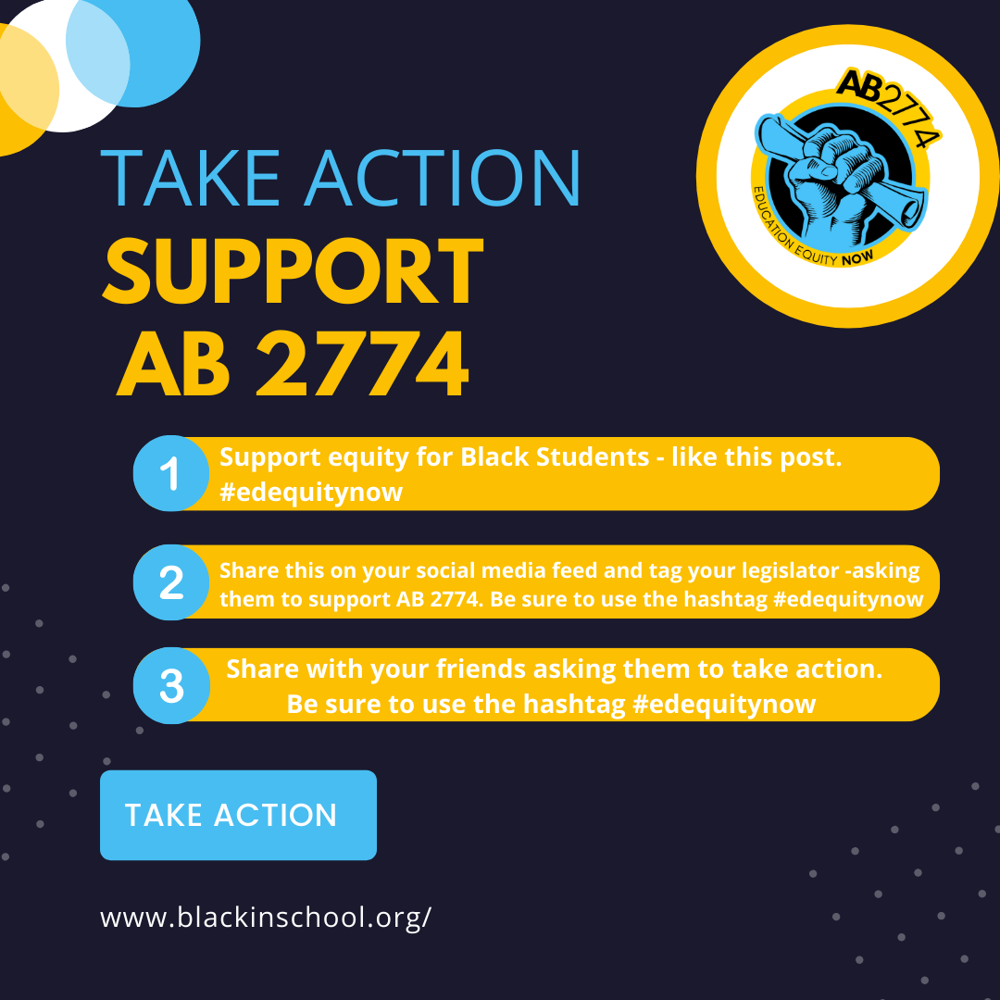 AB2774
EDUCATION EQUITY NOW
TAKE ACTION
SUPPORT
AB 2774
1
Support equity for Black Students - like this post.
#edequitynow
2
Share this on your social media feed and tag your legislator -asking
them to support AB 2774. Be sure to use the hashtag #edequitynow
3
Share with your friends asking them to take action.
Be sure to use the hashtag #edequitynow
TAKE ACTION
www.blackinschool.org/